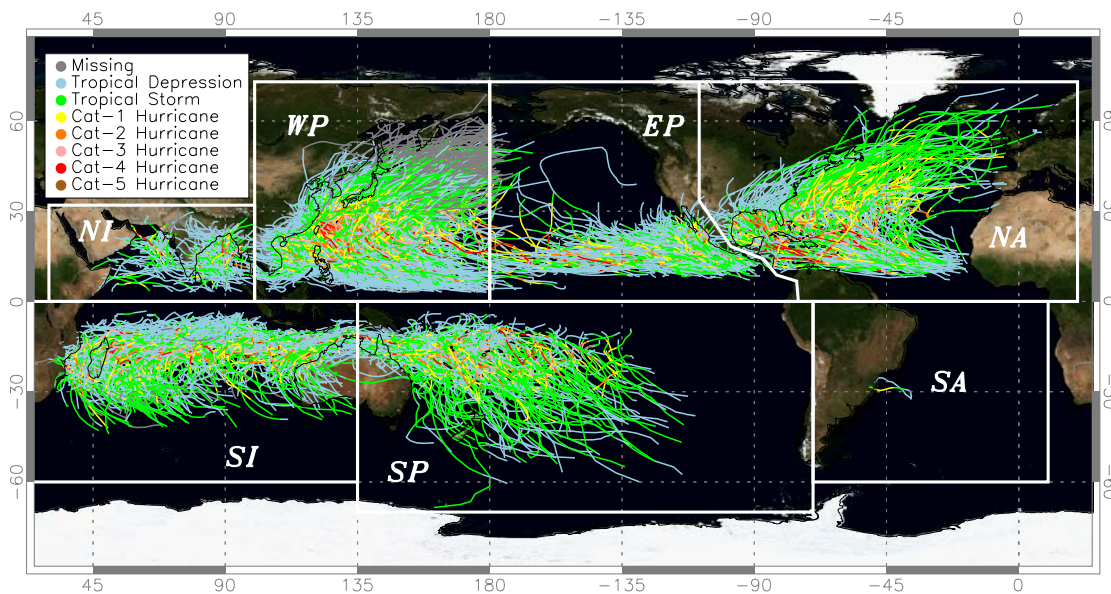 45 90 135 180 −135 −90 −45 0
Missing
Tropical Depression
Tropical Storm
Cat−1 Hurricane
Cat−2 Hurricane
Cat−3 Hurricane
Cat−4 Hurricane
Cat−5 Hurricane
60
30
0
−30
−60
WP
EP
NI
NA
SA
SI
SP
45 90 135 180 −135 −90 −45 0